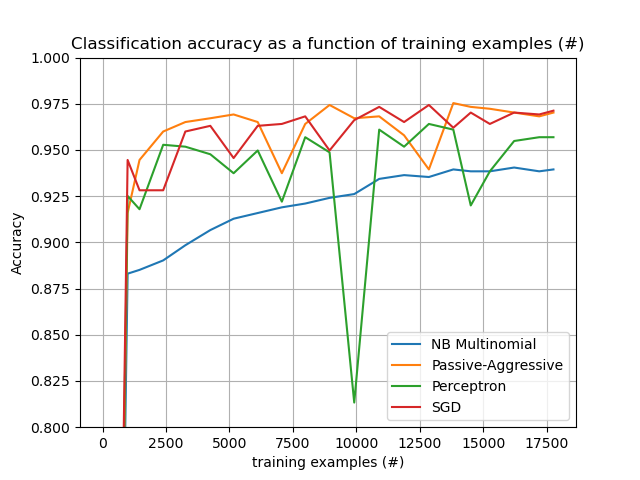 Classification accuracy as a function of training examples (#)
1.000
0.975
0.950
0.925
0.900
0.875
0.850
0.825
0.800
Accuracy
NB Multinomial
Passive-Aggressive
Perceptron
SGD
0 2500 5000 7500 10000 12500 15000 17500
training examples (#)